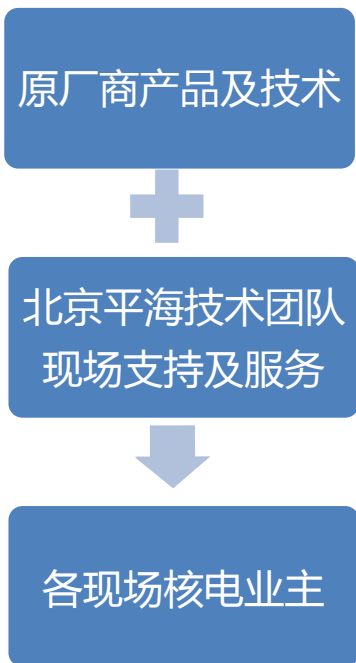 原厂商产品及技术
北京平海技术团队
现场支持及服务
各现场核电业主